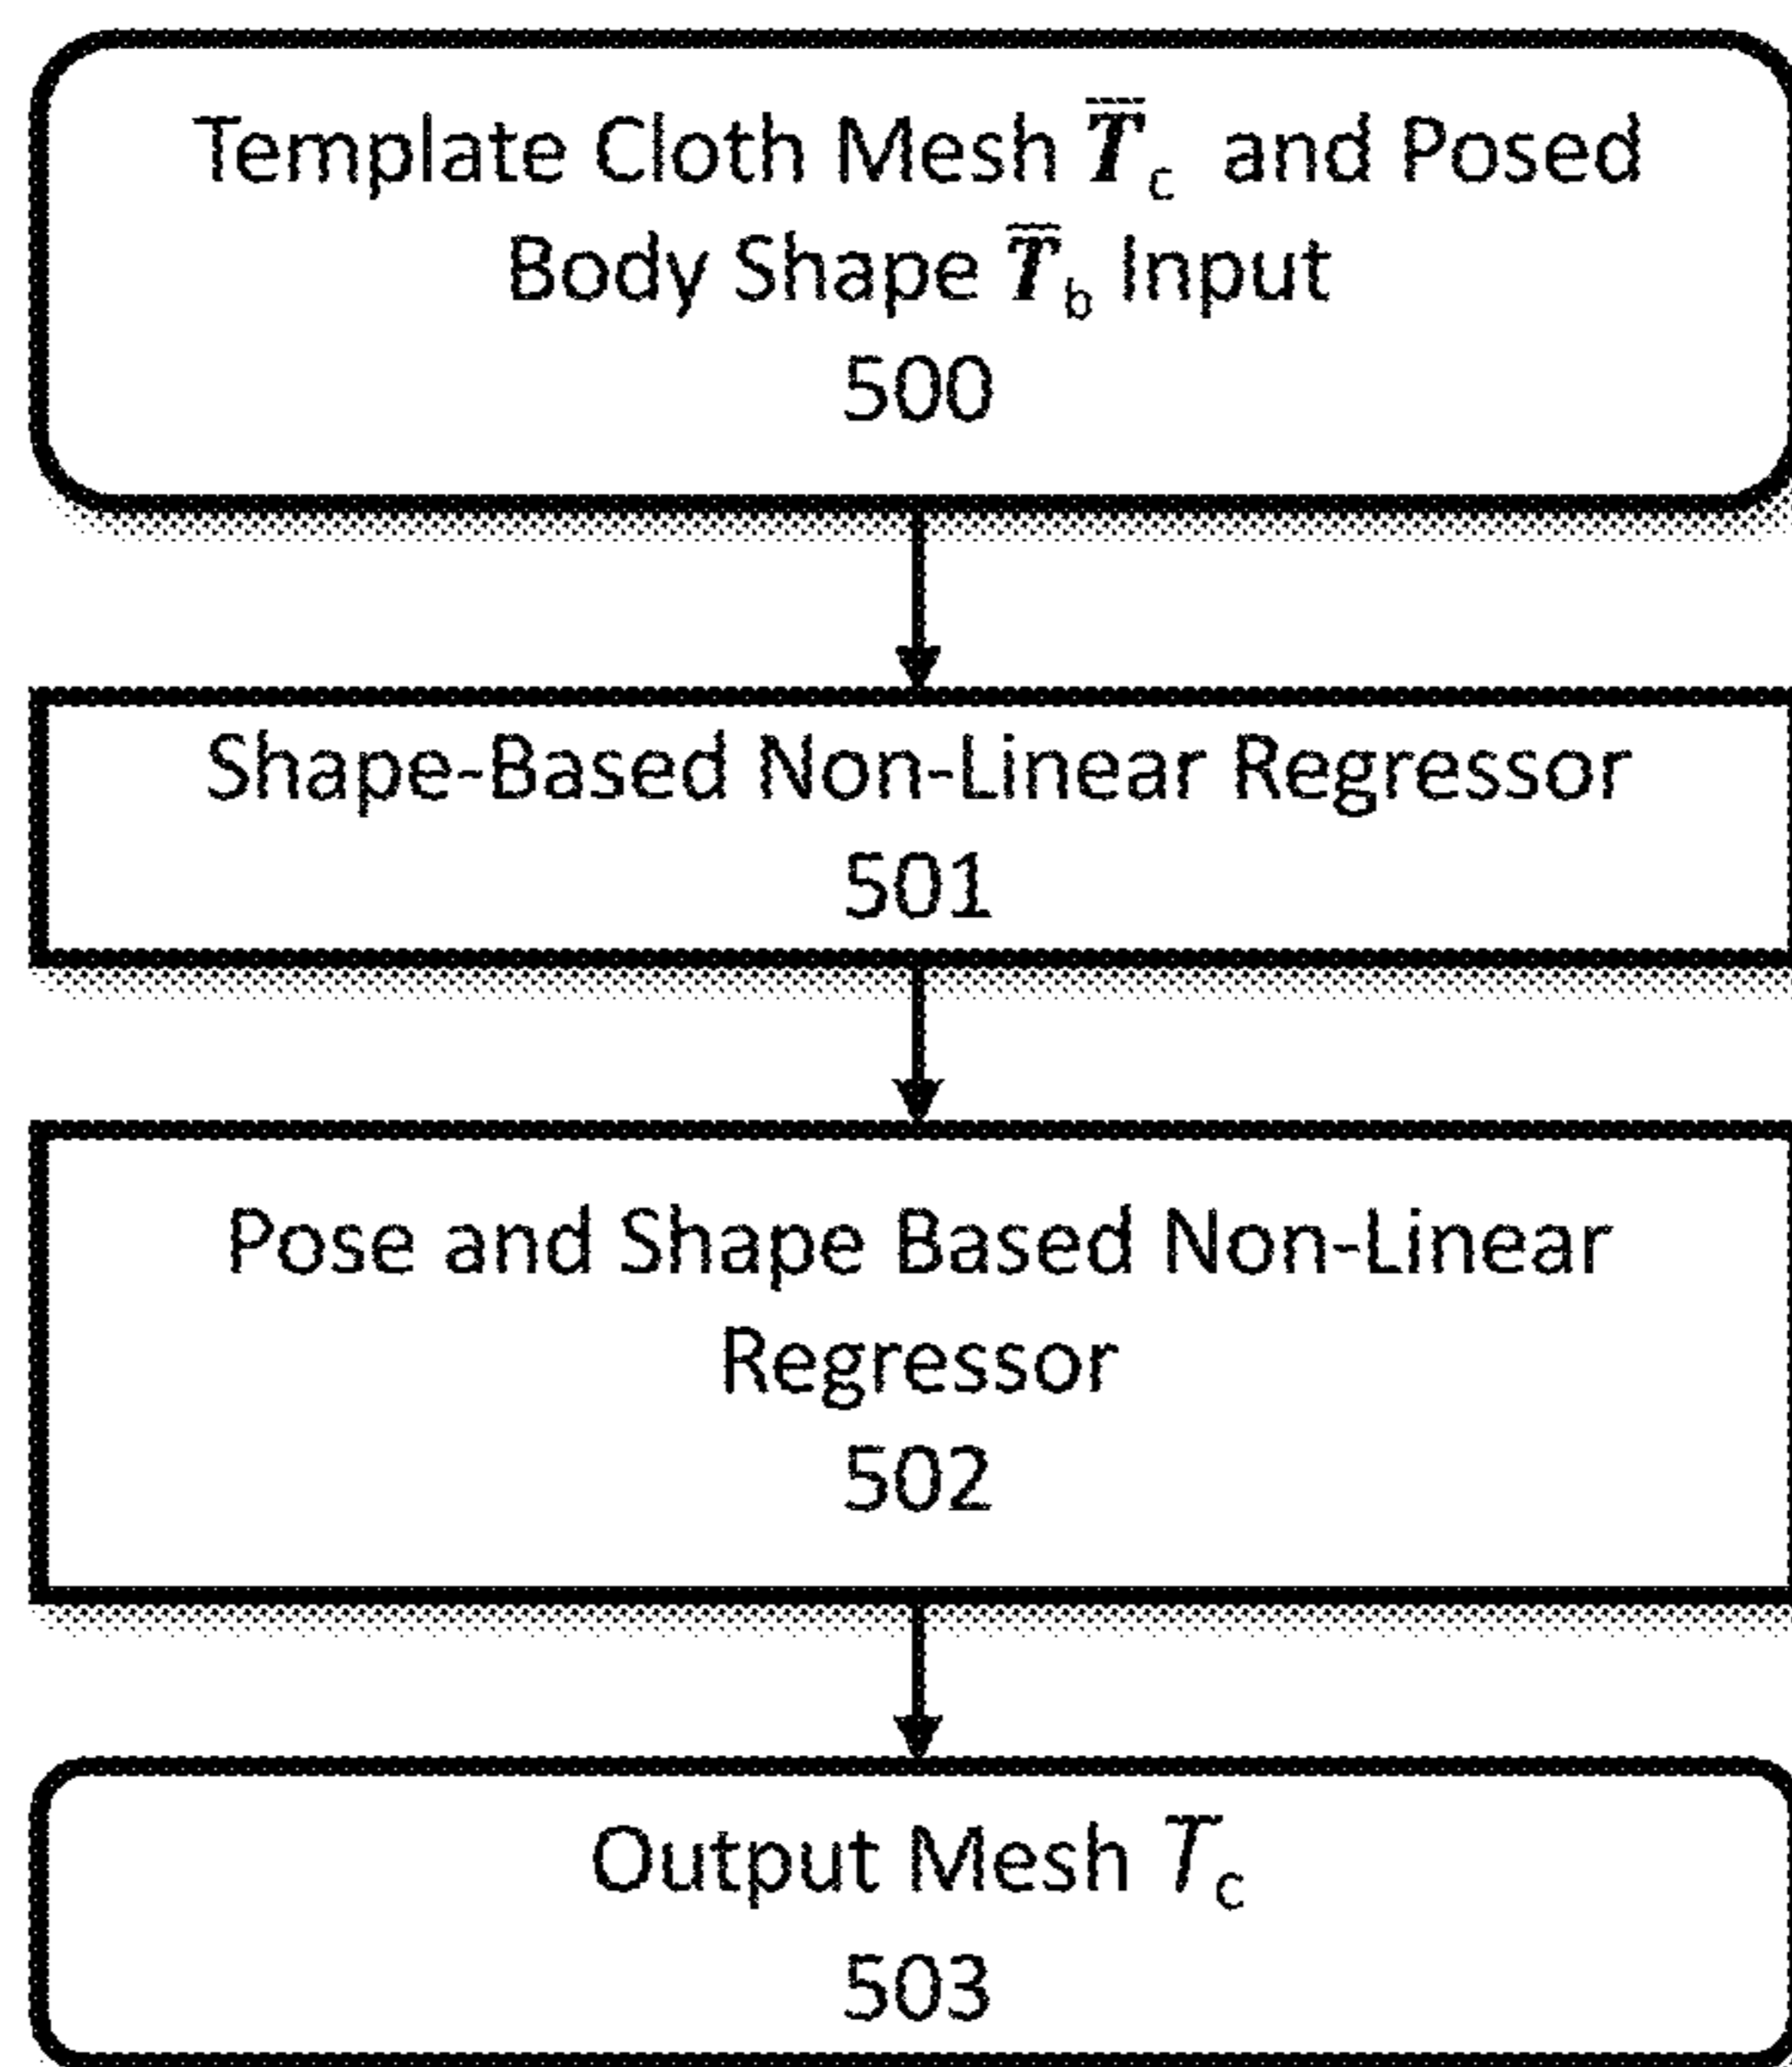 Template Cloth Mesh T̿c and Posed
Body Shape T̿b Input
500
Shape-Based Non-Linear Regressor
501
Pose and Shape Based Non-Linear
Regressor
502
Output Mesh Tc
503